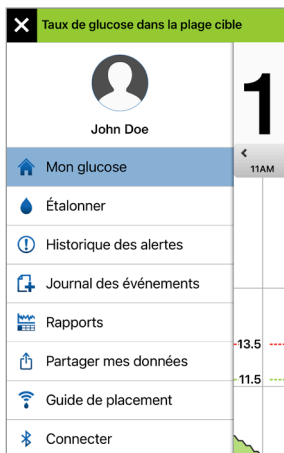 Taux de glucose dans la plage cible
John Doe
1
11AM
Mon glucose
Étalonner
Historique des alertes
Journal des événements
Rapports
13.5
Partager mes données
11.5
Guide de placement
Connecter